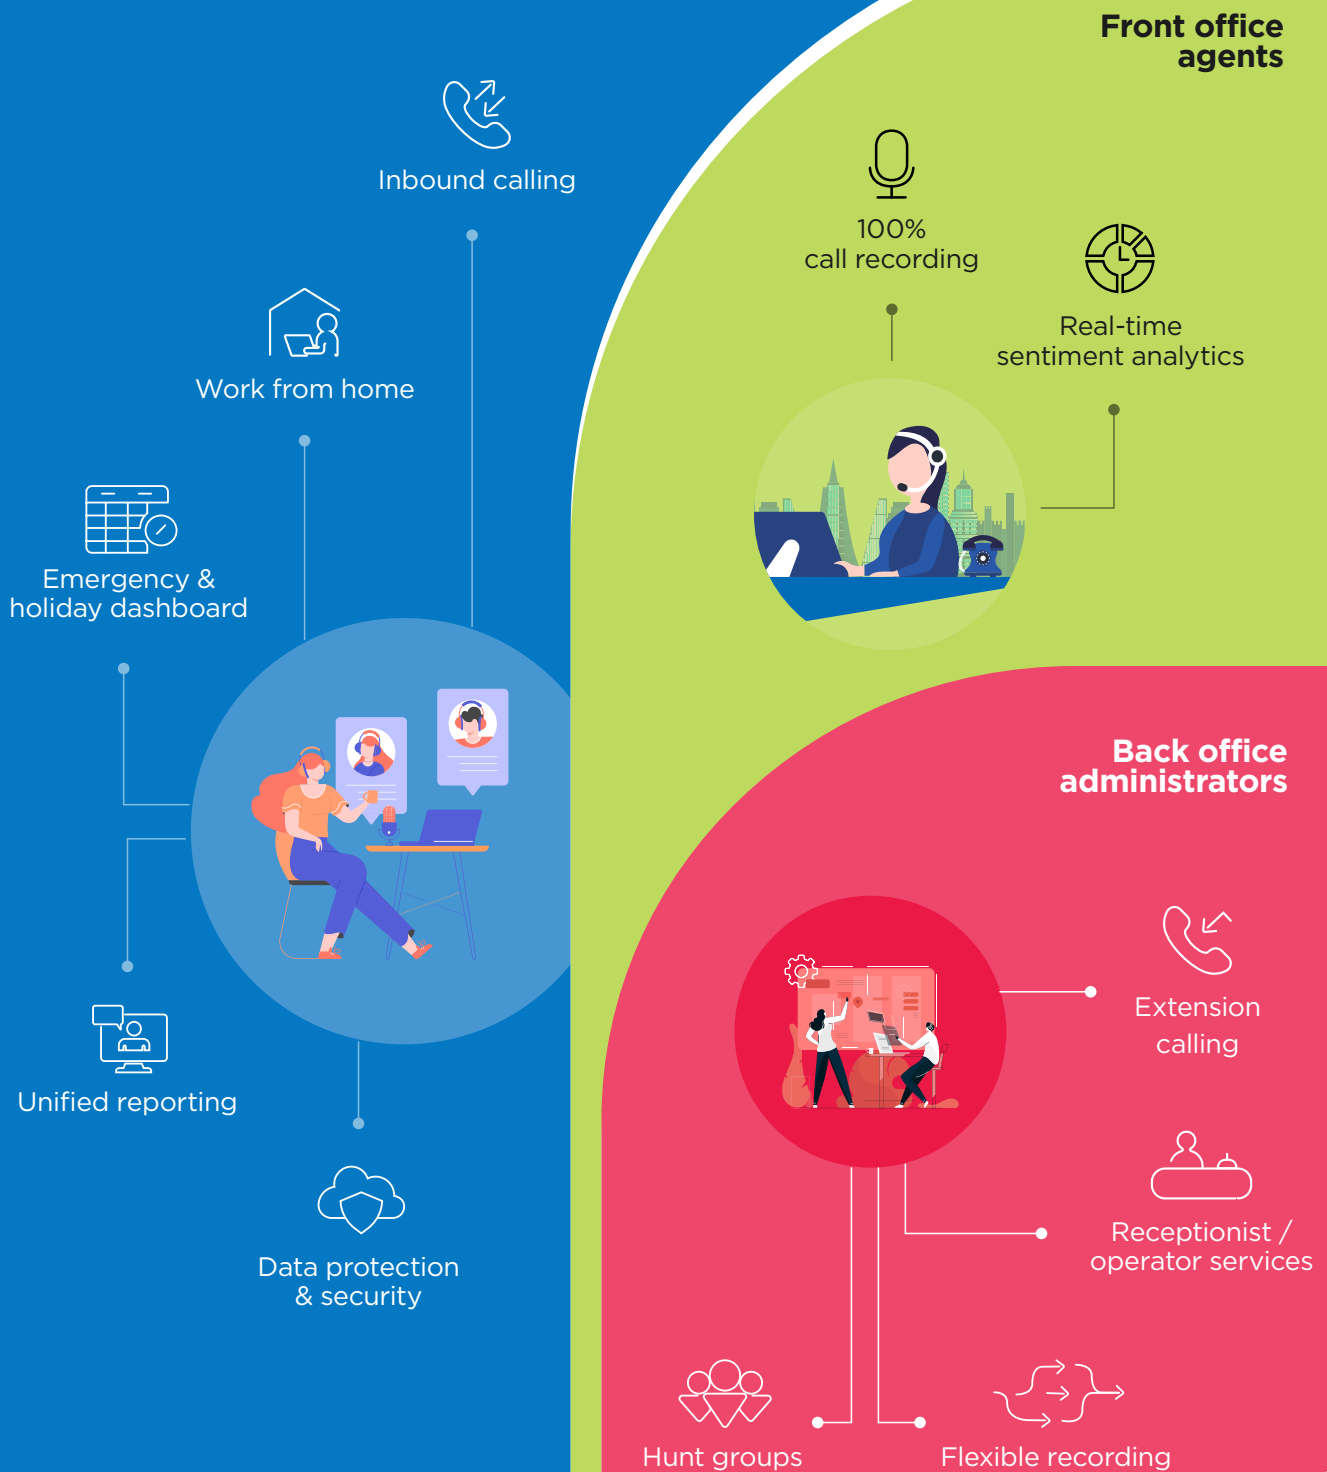 Front office
agents
Inbound calling
100%
call recording
Real-time
sentiment analytics
Work from home
Emergency &
holiday dashboard
Unified reporting
Data protection
& security
Back office
administrators
Extension
calling
Receptionist /
operator services
Hunt groups
Flexible recording